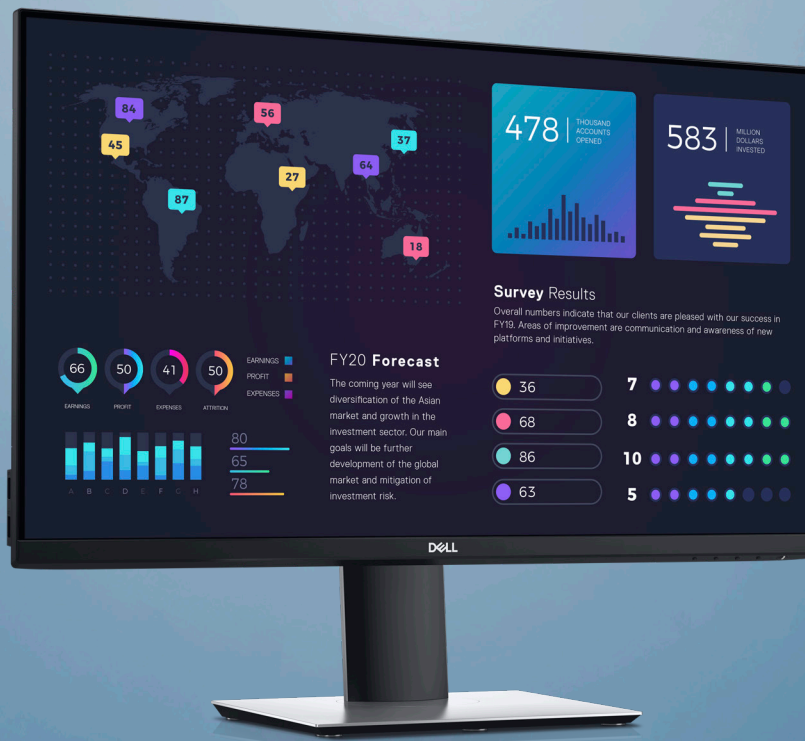 84
56
45
37
64
27
87
18
478
THOUSAND
ACCOUNTS
OPENED
583
MILLION
DOLLARS
INVESTED
Survey Results
Overall numbers indicate that our clients are pleased with our success in
FY19. Areas of improvement are communication and awareness of new
platforms and initiatives.
66
50
41
50
EARNINGS
PROFIT
EXPENSES
ATTRITION
EARNINGS
PROFIT
EXPENSES
A B C D E F G H
80
65
78
FY20 Forecast
The coming year will see
diversification of the Asian
market and growth in the
investment sector. Our main
goals will be further
development of the global
market and mitigation of
investment risk.
36
68
86
63
7
8
10
5
DELL